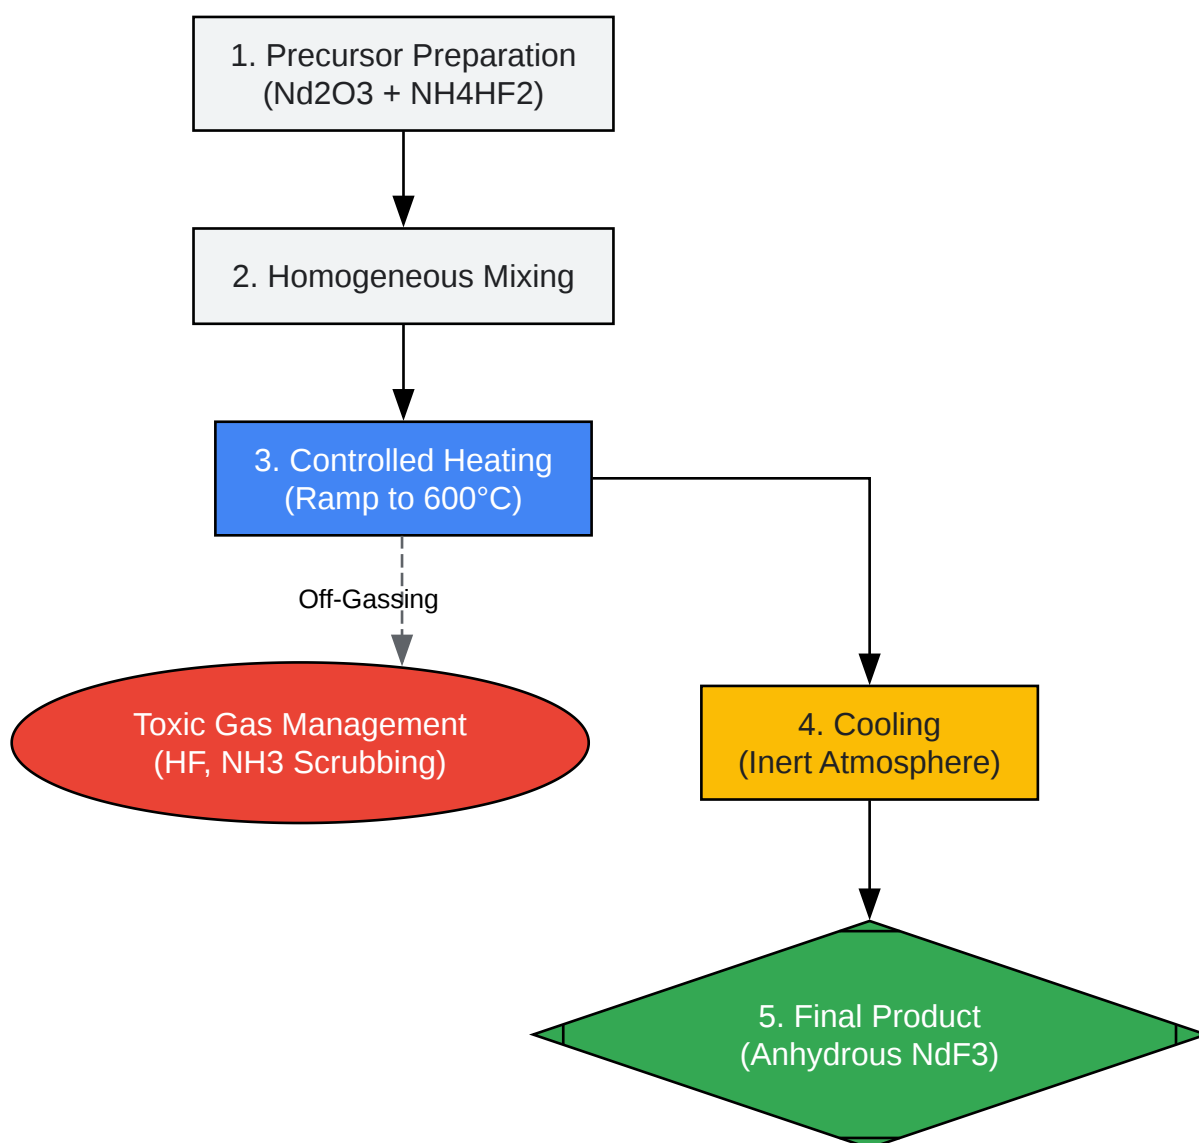 1. Precursor Preparation
(Nd2O3 + NH4HF2)
2. Homogeneous Mixing
3. Controlled Heating
(Ramp to 600°C)
Off-Gassing
Toxic Gas Management
(HF, NH3 Scrubbing)
4. Cooling
(Inert Atmosphere)
5. Final Product
(Anhydrous NdF3)